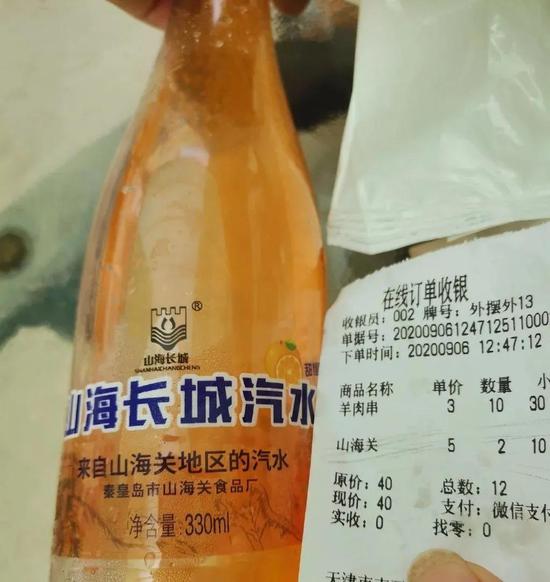 ®
山海长城
SHANHAICHANGCHENG
山海长城汽水
来自山海关地区的汽水
秦皇岛市山海关食品厂
净含量:330ml
在线订单收银
收银员: 002 牌号: 外摆外13
单据号: 20200906124712511000
下单时间: 20200906 12:47:12
商品名称 单价 数量 小
羊肉串 3 10 30
山海关 5 2 10
原价: 40 总数: 12
现价: 40 支付: 微信支付
实收: 0 找零: 0